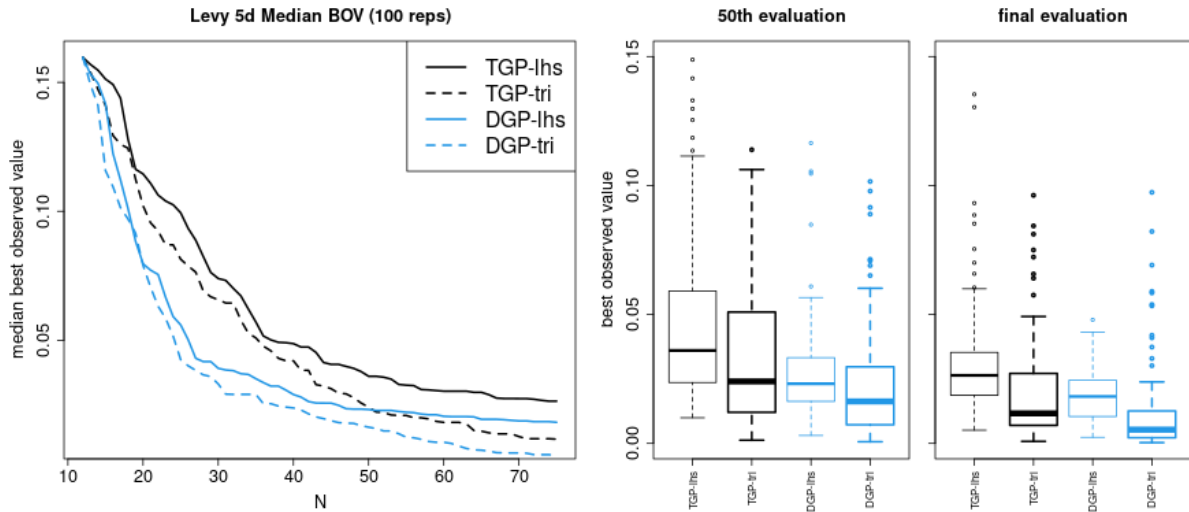 Levy 5d Median BOV (100 reps)
median best observed value
0.05
0.10
0.15
TGP-lhs
TGP-tri
DGP-lhs
DGP-tri
10 20 30 40 50 60 70
N
50th evaluation
best observed value
0.00
0.05
0.10
0.15
TGP-lhs
TGP-tri
DGP-lhs
DGP-tri
final evaluation
TGP-lhs
TGP-tri
DGP-lhs
DGP-tri